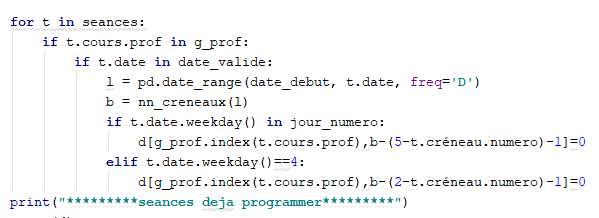 for t in seances:
    if t.cours.prof in g_prof:
        if t.date in date_valide:
            l = pd.date_range(date_debut, t.date, freq='D')
            b = nn_creneaux(l)
            if t.date.weekday() in jour_numero:
                d[g_prof.index(t.cours.prof),b-(5-t.créneau.numero)-1]=0
            elif t.date.weekday()==4:
                d[g_prof.index(t.cours.prof),b-(2-t.créneau.numero)-1]=0
print("*********seances deja programmer*********")